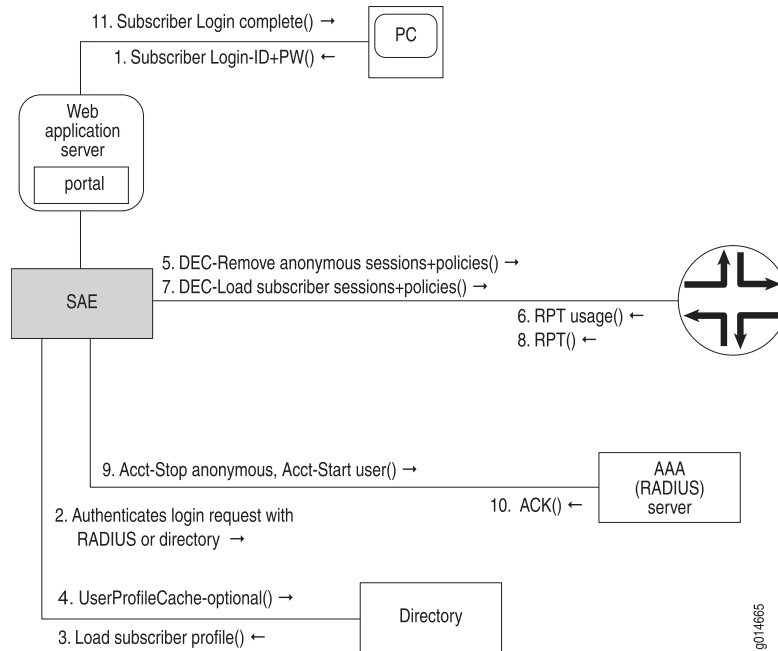 11. Subscriber Login complete() →
PC
1. Subscriber Login-ID+PW() ←
Web
application
server
portal
5. DEC-Remove anonymous sessions+policies() →
7. DEC-Load subscriber sessions+policies() →
SAE
6. RPT usage() ←
8. RPT() ←
9. Acct-Stop anonymous, Acct-Start user() →
AAA
(RADIUS)
server
10. ACK() ←
2. Authenticates login request with
RADIUS or directory →
4. UserProfileCache-optional() →
Directory
3. Load subscriber profile() ←
g014665